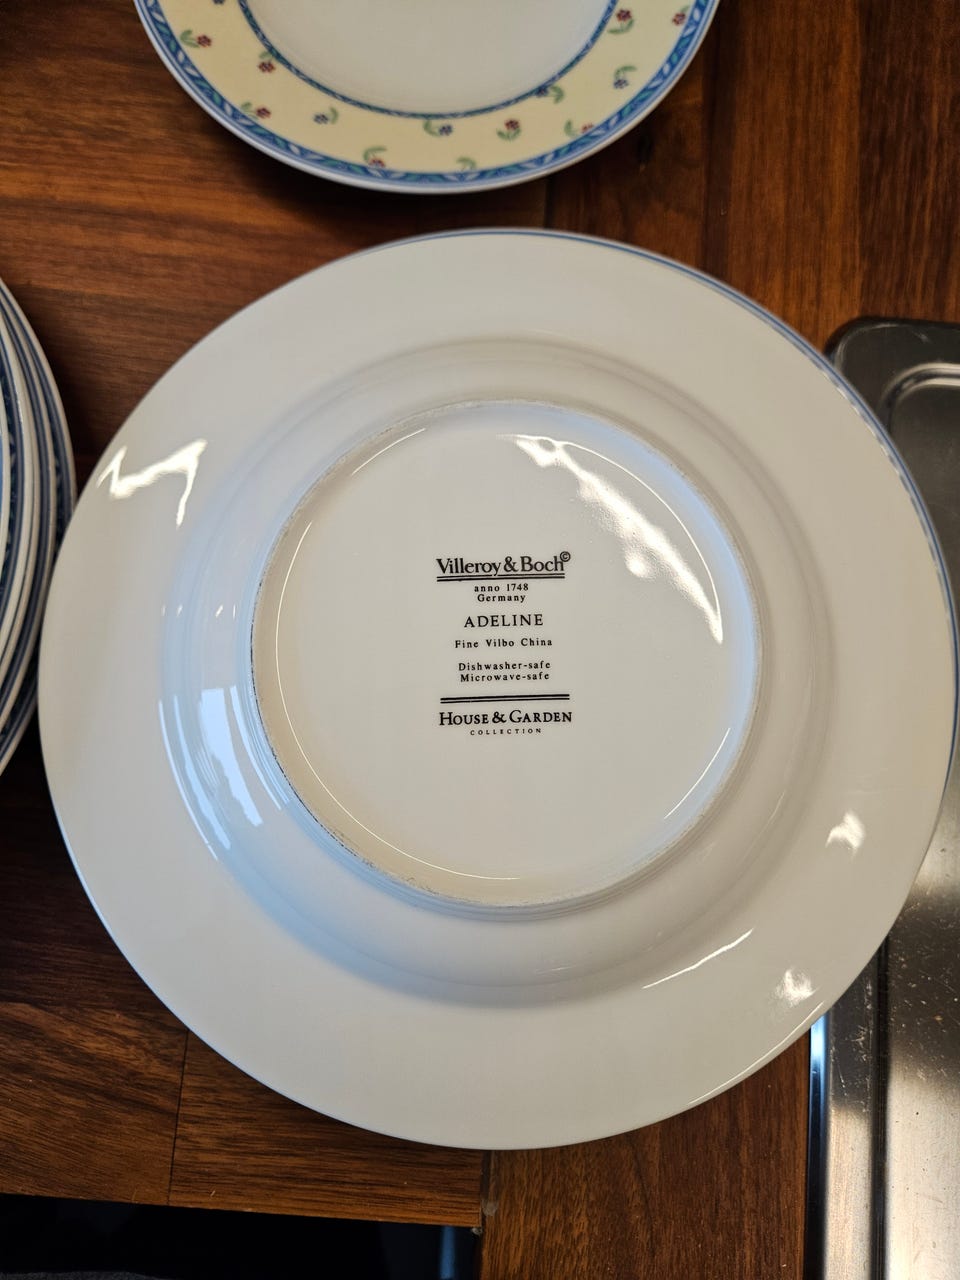 Villeroy & Boch©
anno 1748
Germany
ADELINE
Fine Vilbo China
Dishwasher-safe
Microwave-safe
HOUSE & GARDEN
COLLECTION